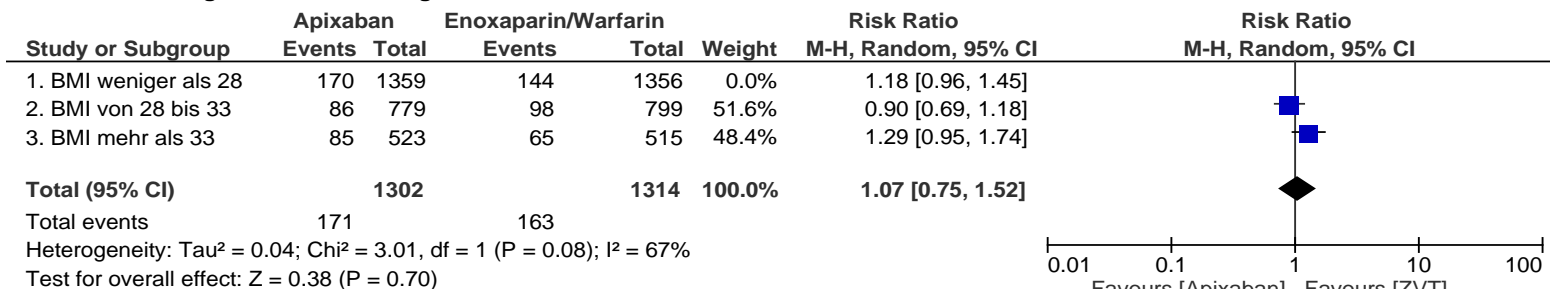 Apixaban Enoxaparin/Warfarin Risk Ratio Risk Ratio
Study or Subgroup Events Total Events Total Weight M-H, Random, 95% CI M-H, Random, 95% CI
1. BMI weniger als 28 170 1359 144 1356 0.0% 1.18 [0.96, 1.45]
2. BMI von 28 bis 33 86 779 98 799 51.6% 0.90 [0.69, 1.18]
3. BMI mehr als 33 85 523 65 515 48.4% 1.29 [0.95, 1.74]
Total (95% CI) 1302 1314 100.0% 1.07 [0.75, 1.52]
Total events 171 163
Heterogeneity: Tau² = 0.04; Chi² = 3.01, df = 1 (P = 0.08); I² = 67%
Test for overall effect: Z = 0.38 (P = 0.70)
0.01 0.1 1 10 100
Favours [Apixaban] Favours [ZVT]